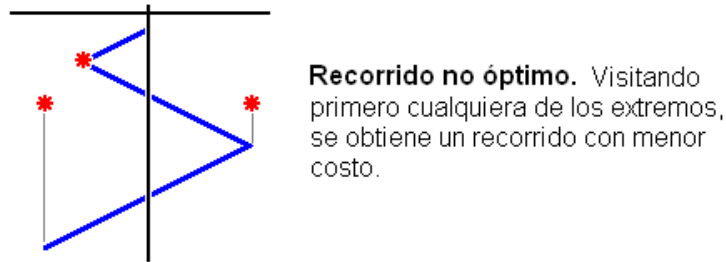 Recorrido no óptimo. Visitando
primero cualquiera de los extremos,
se obtiene un recorrido con menor
costo.